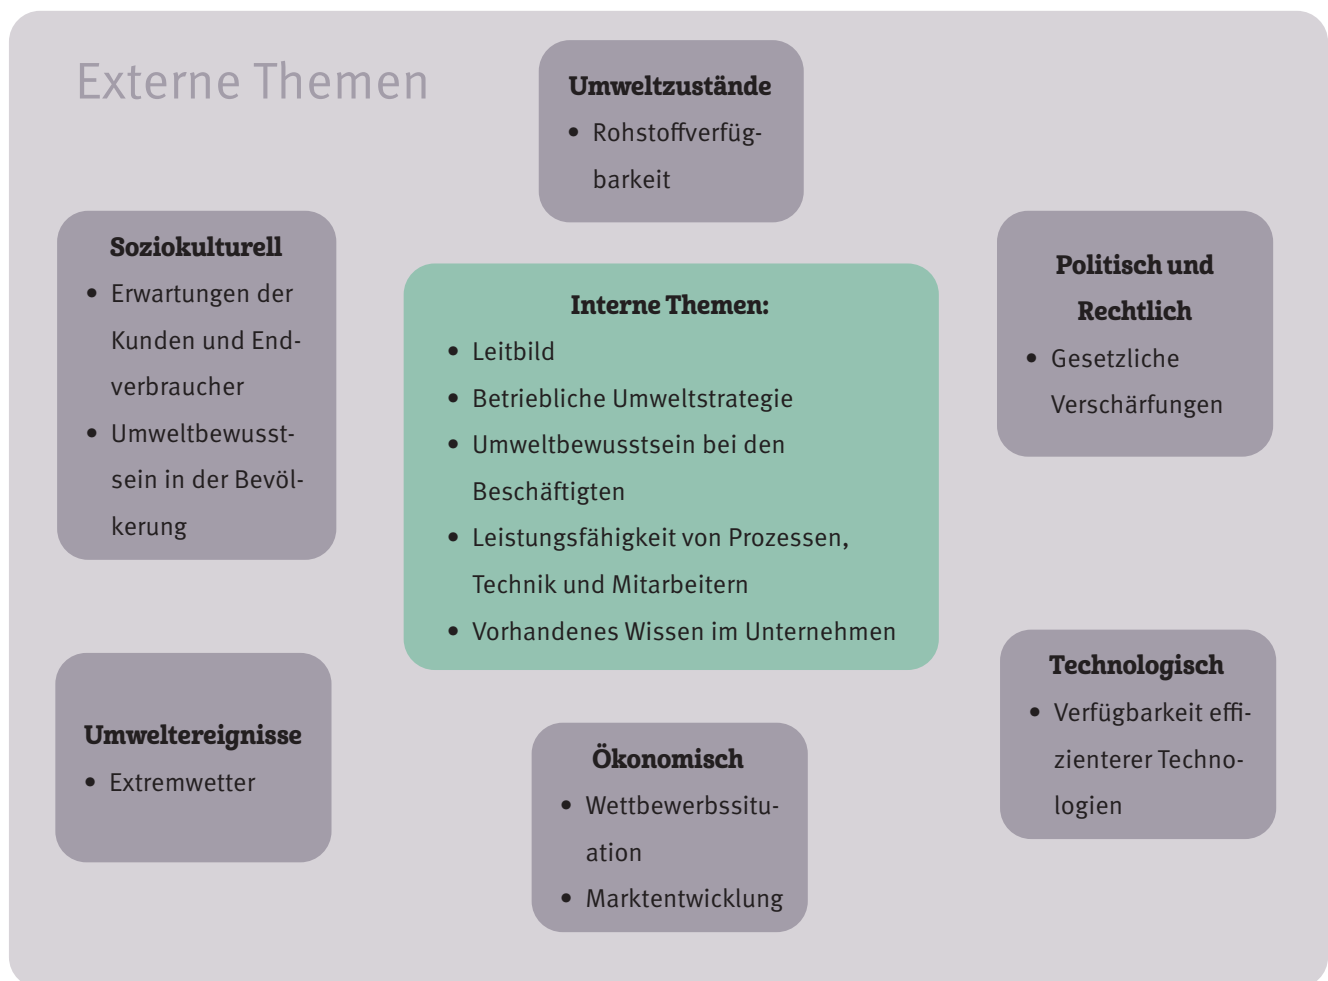 Externe Themen
Umweltzustände
• Rohstoffverfüg-
barkeit
Soziokulturell
• Erwartungen der
Kunden und End-
verbraucher
• Umweltbewusst-
sein in der Bevöl-
kerung
Interne Themen:
• Leitbild
• Betriebliche Umweltstrategie
• Umweltbewusstsein bei den
Beschäftigten
• Leistungsfähigkeit von Prozessen,
Technik und Mitarbeitern
• Vorhandenes Wissen im Unternehmen
Politisch und
Rechtlich
• Gesetzliche
Verschärfungen
Umweltereignisse
• Extremwetter
Ökonomisch
• Wettbewerbssitu-
ation
• Marktentwicklung
Technologisch
• Verfügbarkeit effi-
zienterer Techno-
logien